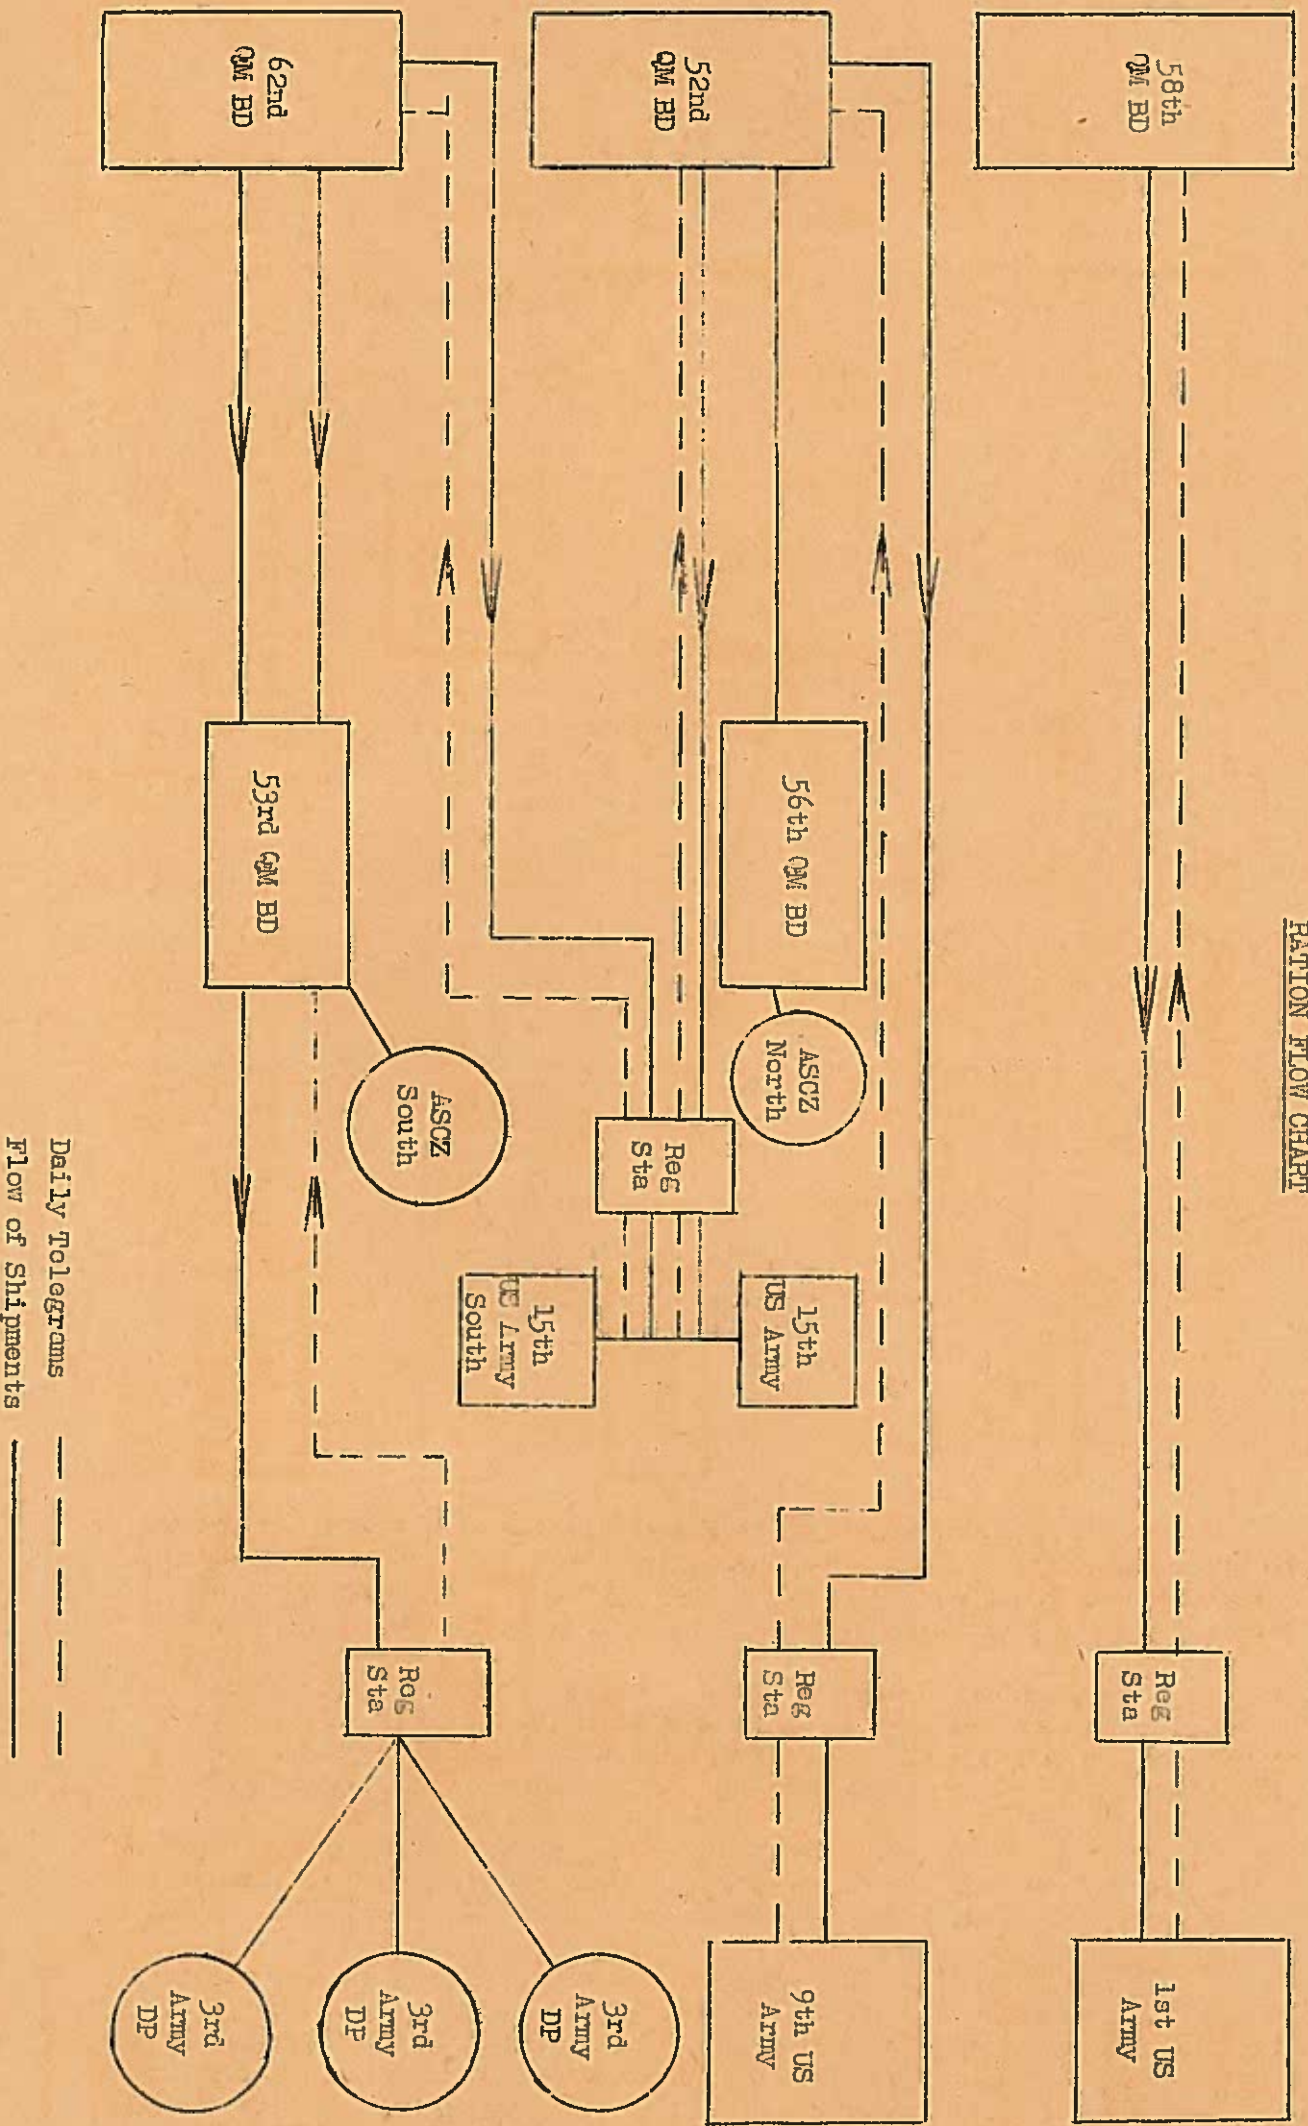 RATION FLOW CHART
58th
QM BD
Reg
Sta
1st US
Army
52nd
QM BD
56th QM BD
ASCZ
North
Reg
Sta
9th US
Army
Reg
Sta
15th
US Army
15th
US Army
South
62nd
QM BD
53rd QM BD
ASCZ
South
Reg
Sta
3rd
Army
DP
3rd
Army
DP
3rd
Army
DP
Daily Telegrams
Flow of Shipments